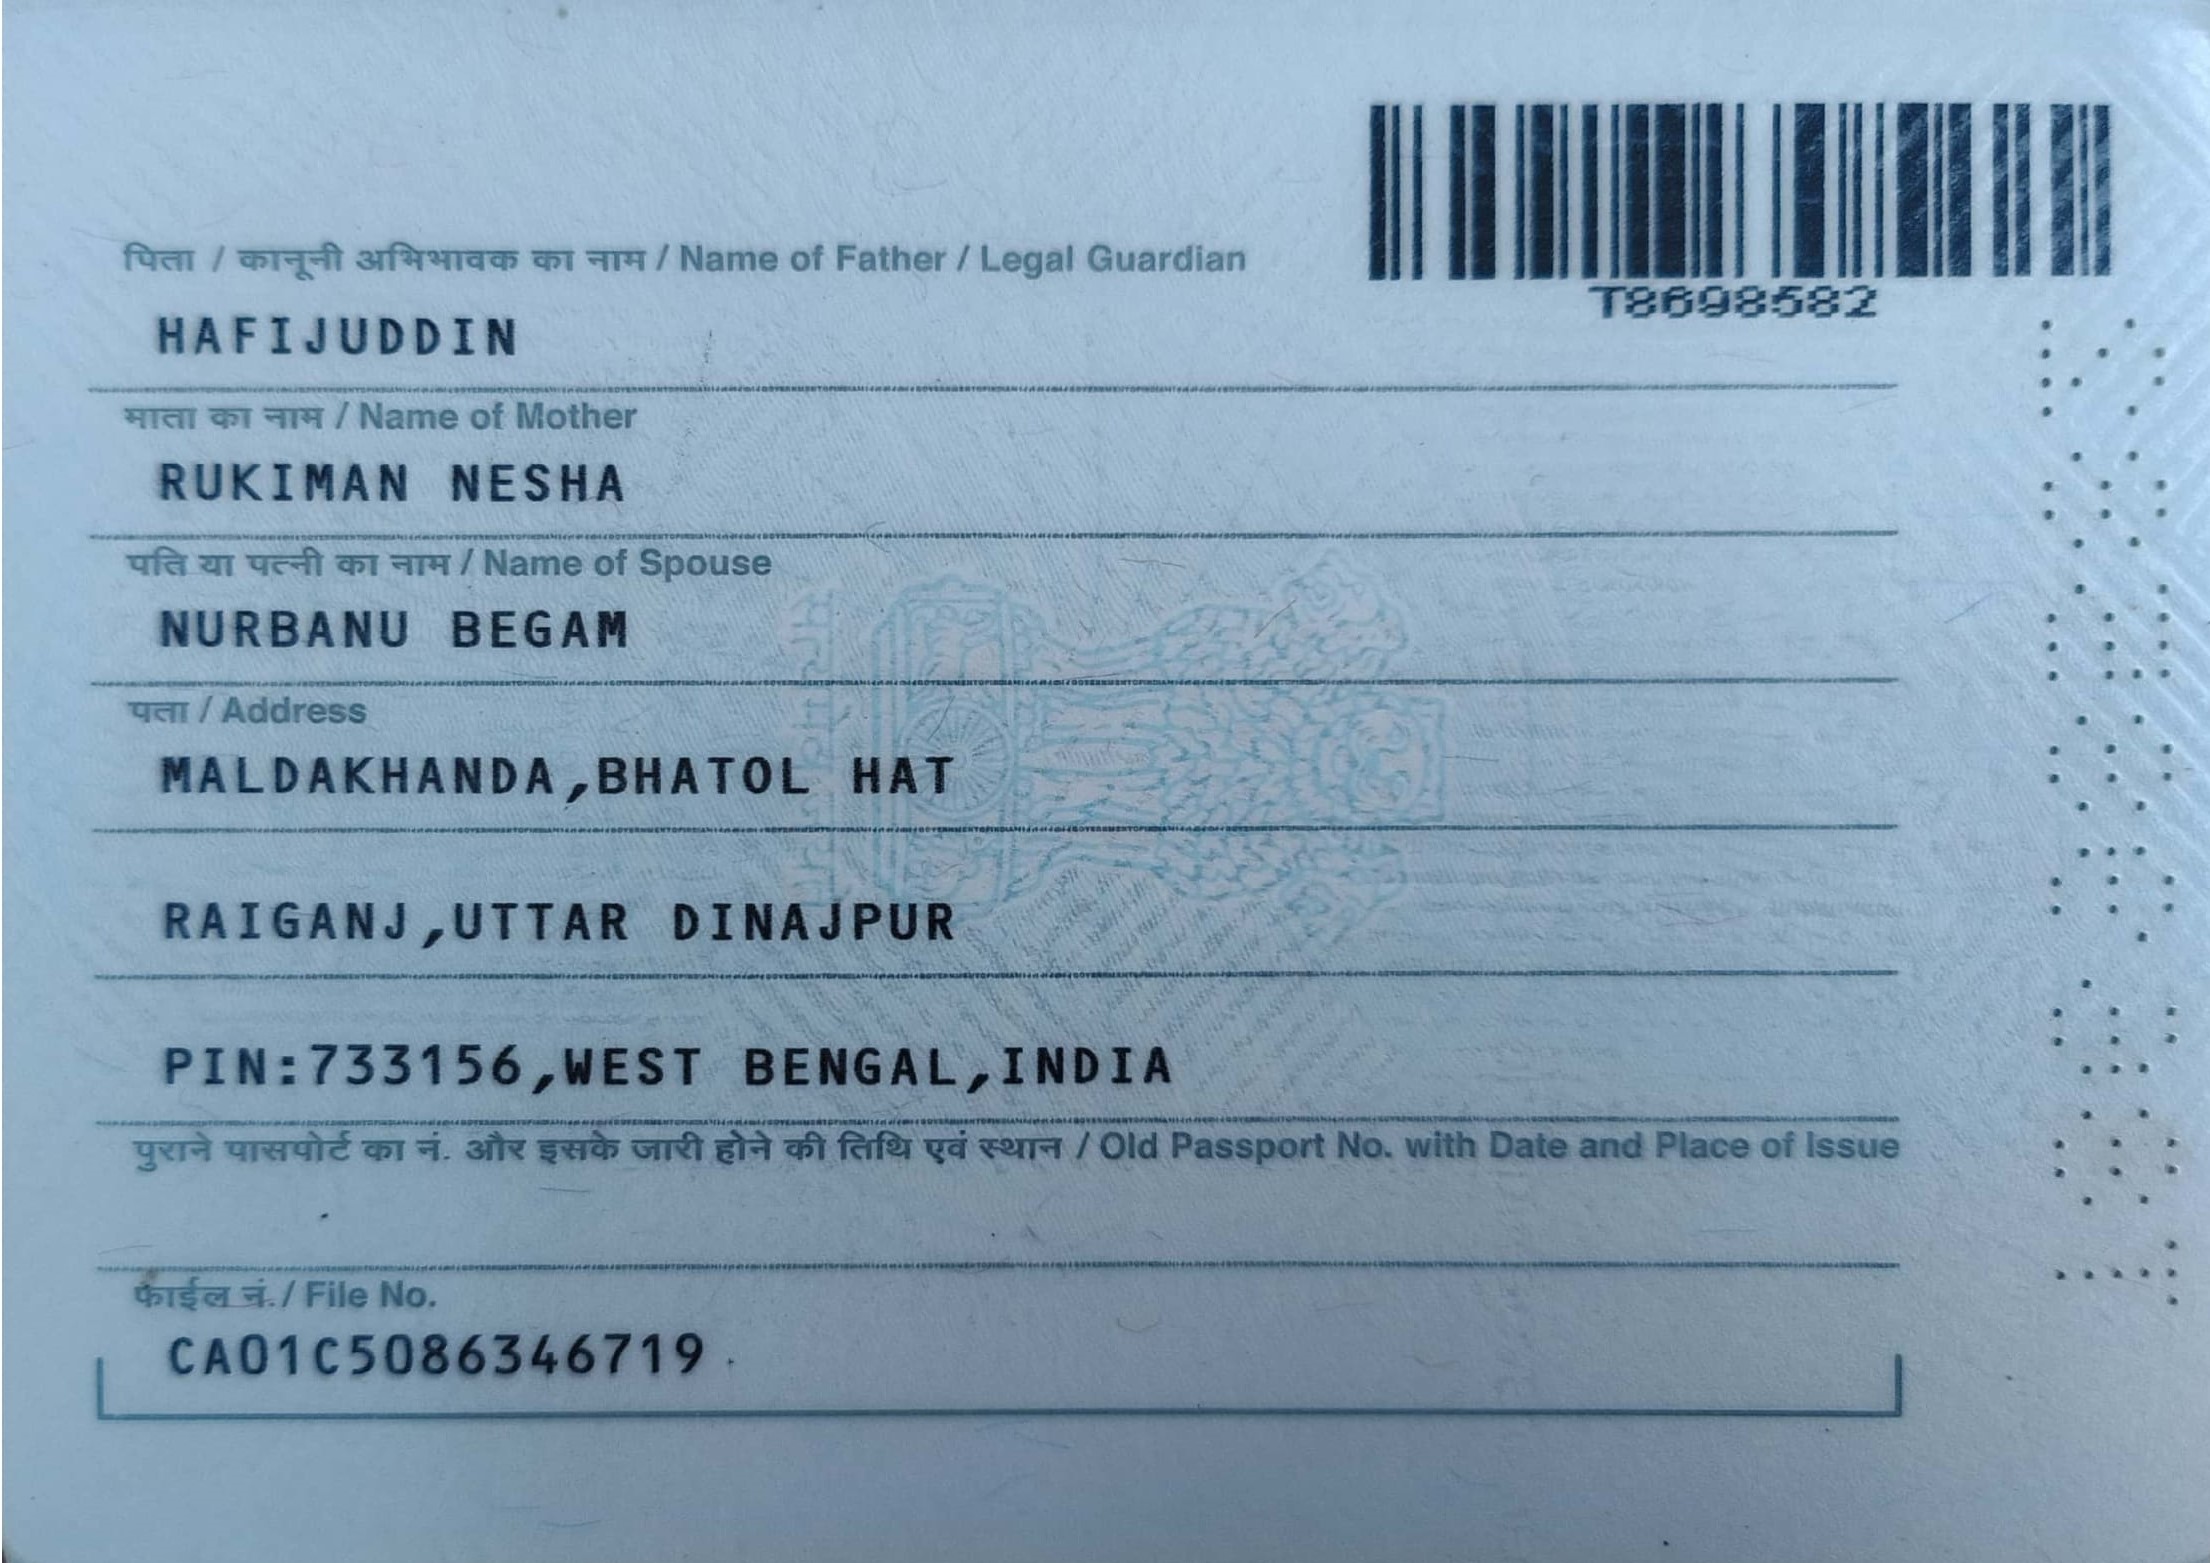 T8698582
पिता / कानूनी अभिभावक का नाम / Name of Father / Legal Guardian
HAFIJUDDIN
माता का नाम / Name of Mother
RUKIMAN NESHA
पति या पत्नी का नाम / Name of Spouse
NURBANU BEGAM
पता / Address
MALDAKHANDA,BHATOL HAT
RAIGANJ,UTTAR DINAJPUR
PIN:733156,WEST BENGAL,INDIA
पुराने पासपोर्ट का नं. और इसके जारी होने की तिथि एवं स्थान / Old Passport No. with Date and Place of Issue
फाईल नं. / File No.
CA01C5086346719